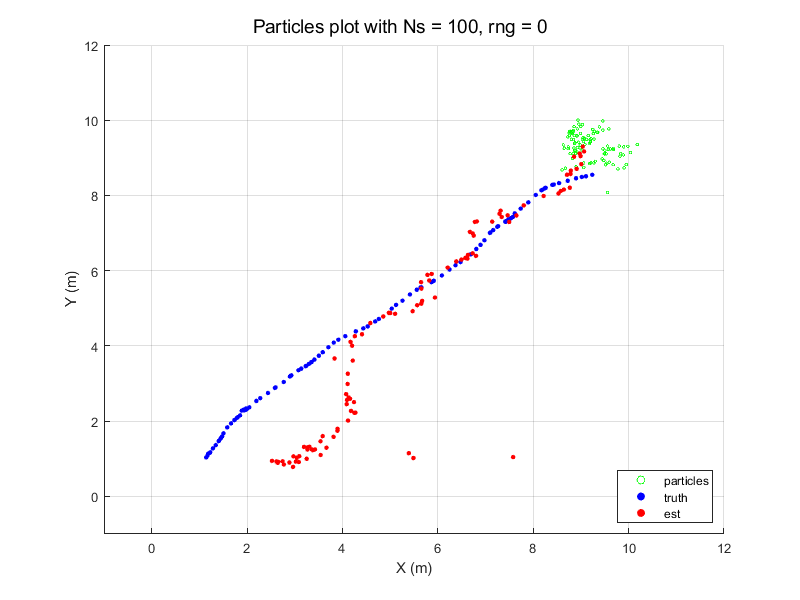 Particles plot with Ns = 100, rng = 0
12
10
8
6
4
2
0
Y (m)
0 2 4 6 8 10 12
X (m)
particles
truth
est